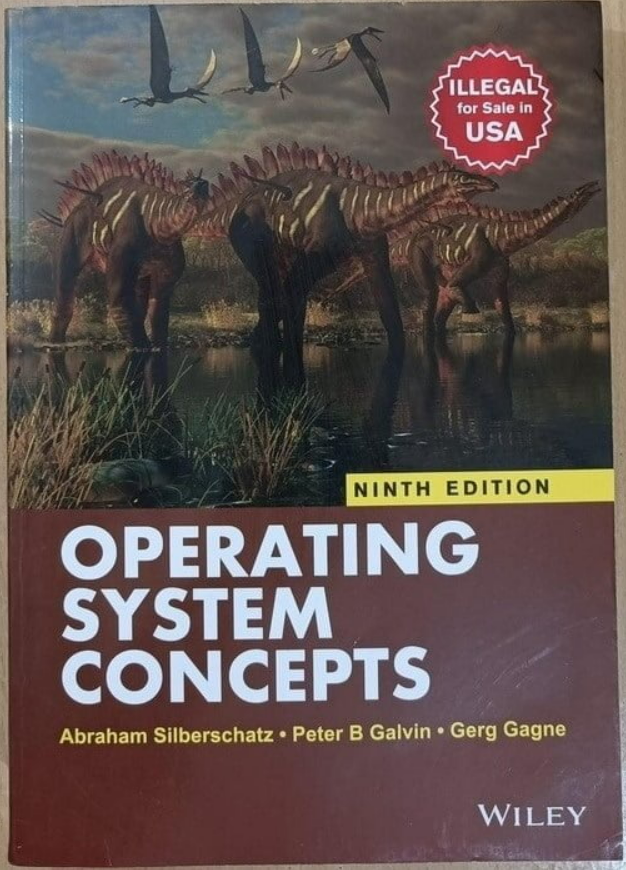 ILLEGAL
for Sale in
USA
NINTH EDITION
OPERATING
SYSTEM
CONCEPTS
Abraham Silberschatz • Peter B Galvin • Gerg Gagne
WILEY